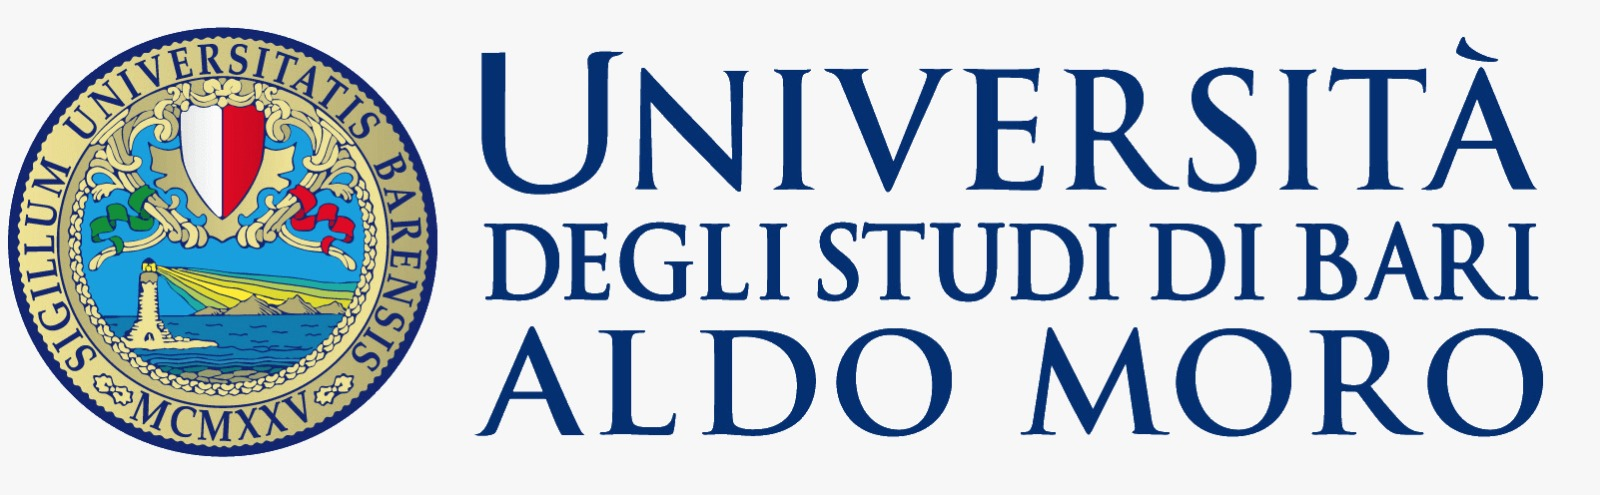 SIGILLUM UNIVERSITATIS BARENSIS
MCMXXV
UNIVERSITÀ
DEGLI STUDI DI BARI
ALDO MORO